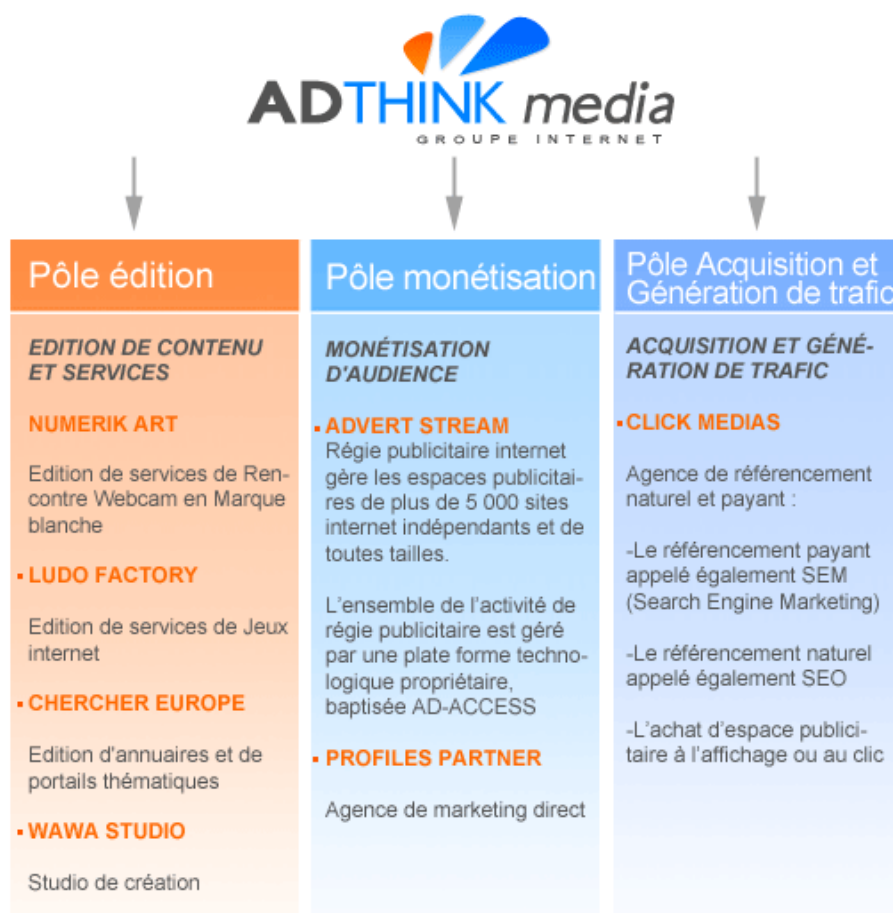 ADTHINK media
GROUPE INTERNET
Pôle édition
EDITION DE CONTENU
ET SERVICES
NUMERIK ART
Edition de services de Ren-
contre Webcam en Marque
blanche
LUDO FACTORY
Edition de services de Jeux
internet
CHERCHER EUROPE
Edition d'annuaires et de
portails thématiques
WAWA STUDIO
Studio de création
Pôle monétisation
MONÉTISATION
D'AUDIENCE
ADVERT STREAM
Régie publicitaire internet
gère les espaces publicitai-
res de plus de 5 000 sites
internet indépendants et de
toutes tailles.
L'ensemble de l'activité de
régie publicitaire est géré
par une plate forme techno-
logique propriétaire,
baptisée AD-ACCESS
PROFILES PARTNER
Agence de marketing direct
Pôle Acquisition et
Génération de trafic
ACQUISITION ET GÉNÉ-
RATION DE TRAFIC
CLICK MEDIAS
Agence de référencement
naturel et payant :
-Le référencement payant
appelé également SEM
(Search Engine Marketing)
-Le référencement naturel
appelé également SEO
-L'achat d'espace publici-
taire à l'affichage ou au clic